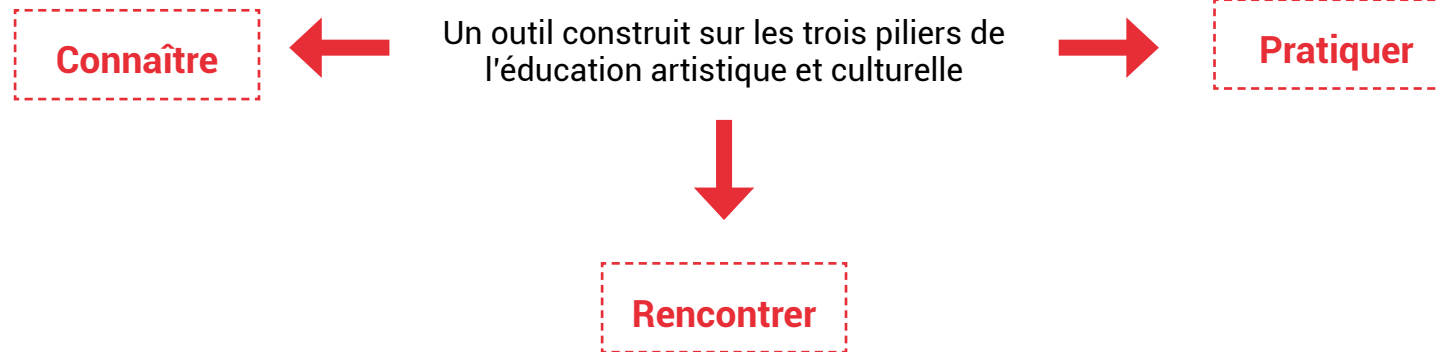 Un outil construit sur les trois piliers de
l'éducation artistique et culturelle
Connaître
Pratiquer
Rencontrer